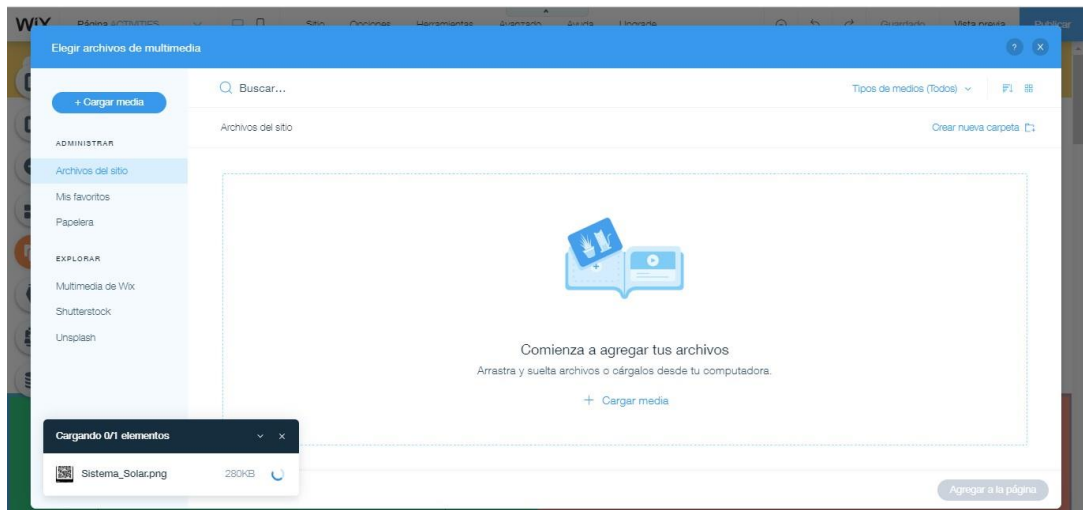 WiX Página ACTIVITIES Sitio Opciones Herramientas Avanzado Ayuda Upgrade Guardado Vista previa Publicar
Elegir archivos de multimedia ?
+ Cargar media
Buscar...
Tipos de medios (Todos)
Archivos del sitio
Crear nueva carpeta
ADMINISTRAR
Archivos del sitio
Mis favoritos
Papelera
EXPLORAR
Multimedia de Wix
Shutterstock
Unsplash
Comienza a agregar tus archivos
Arrastra y suelta archivos o cárgalos desde tu computadora.
+ Cargar media
Cargando 0/1 elementos
Sistema_Solar.png 280KB
Agregar a la página